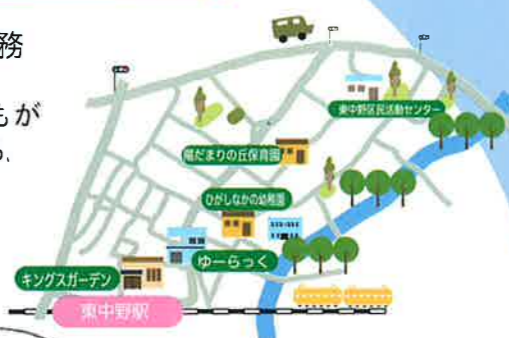 務
もが
東中野区民活動センター
陽だまりの丘保育園
ひがしなかの幼稚園
ゆーらっく
キングスガーデン
東中野駅